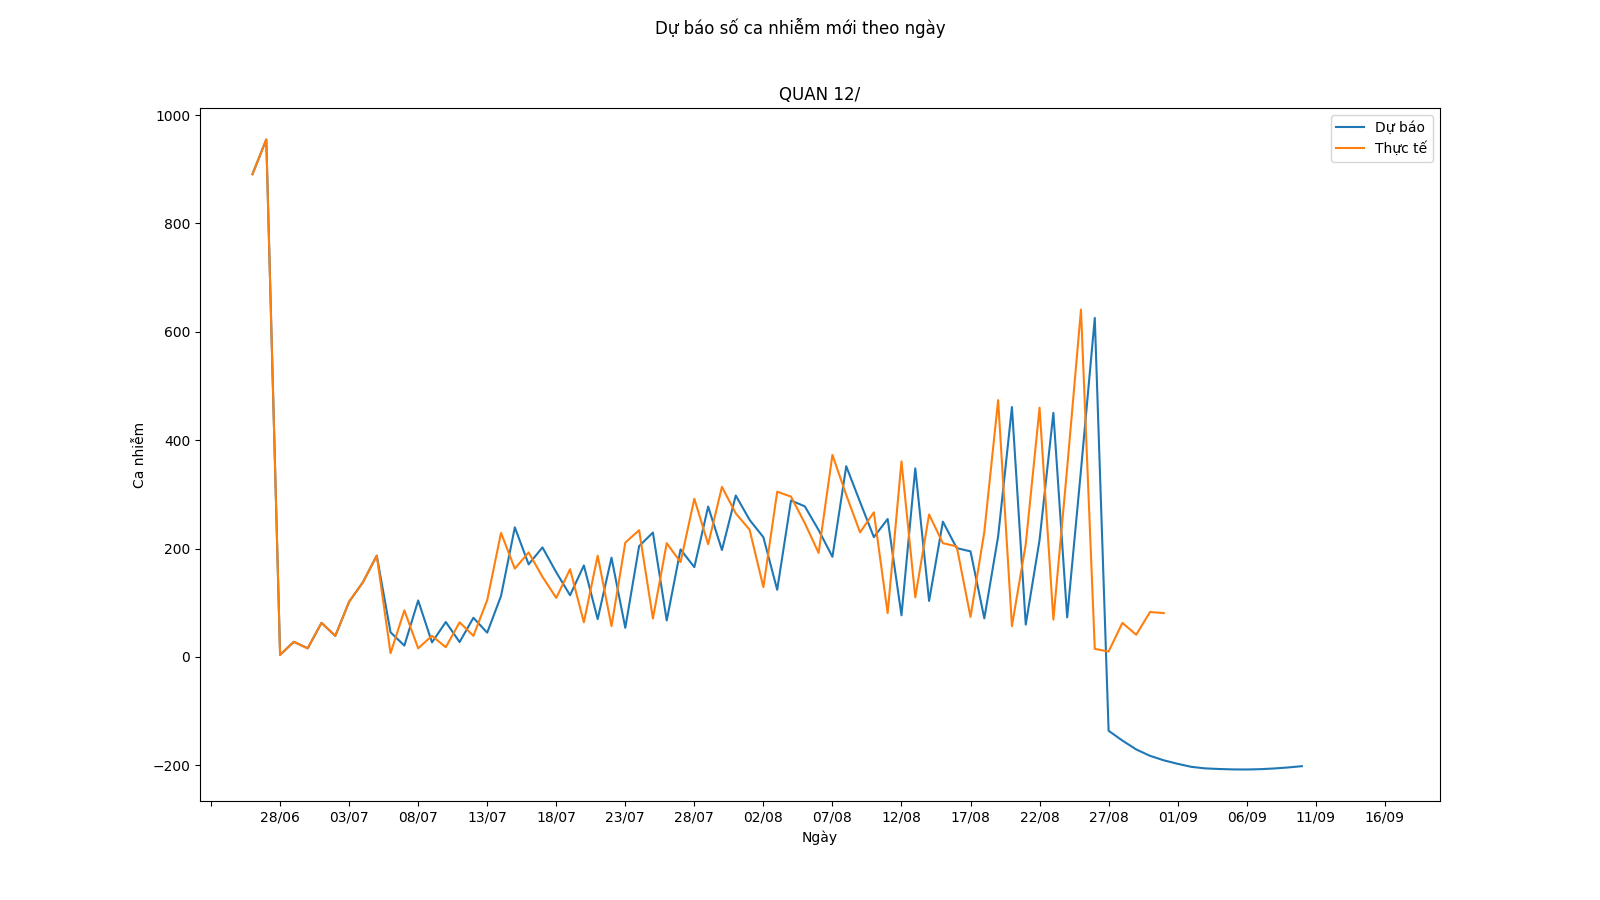 Dự báo số ca nhiễm mới theo ngày
QUAN 12/
1000
800
600
400
200
0
−200
Ca nhiễm
Dự báo
Thực tế
28/06 03/07 08/07 13/07 18/07 23/07 28/07 02/08 07/08 12/08 17/08 22/08 27/08 01/09 06/09 11/09 16/09
Ngày